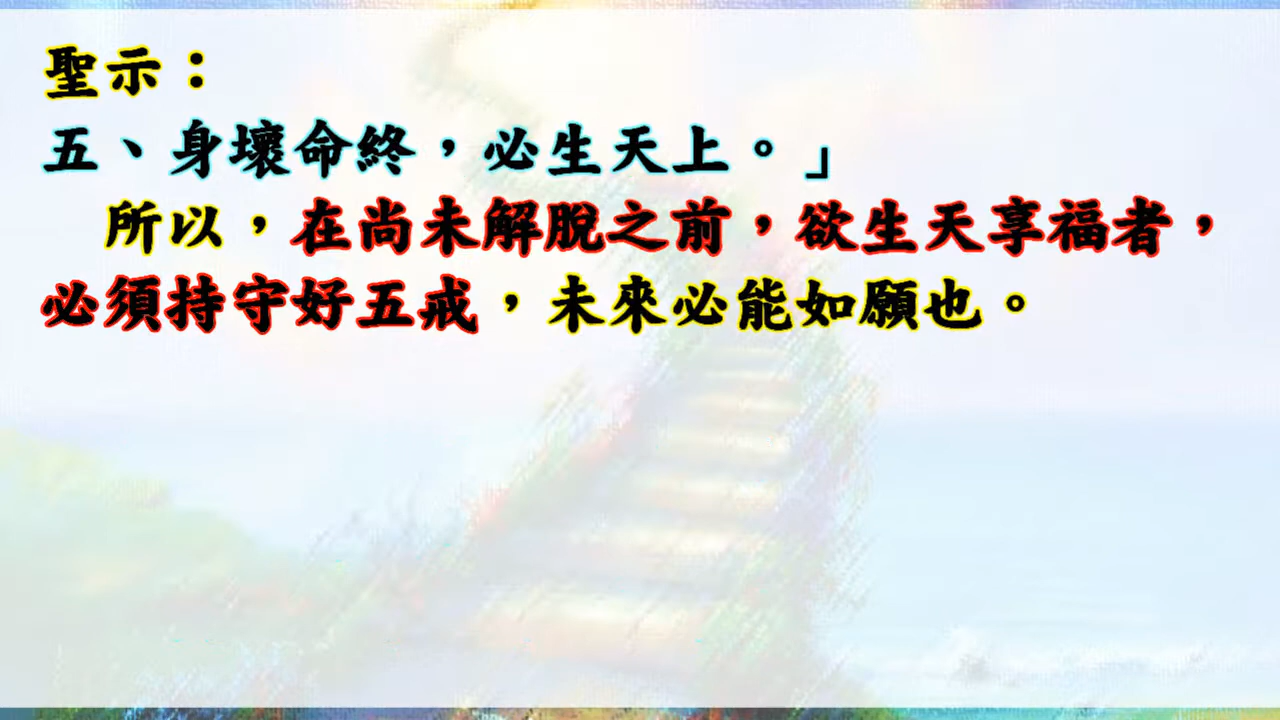 聖示：
五、身壞命終，必生天上。」
所以，在尚未解脫之前，欲生天享福者，
必須持守好五戒，未來必能如願也。